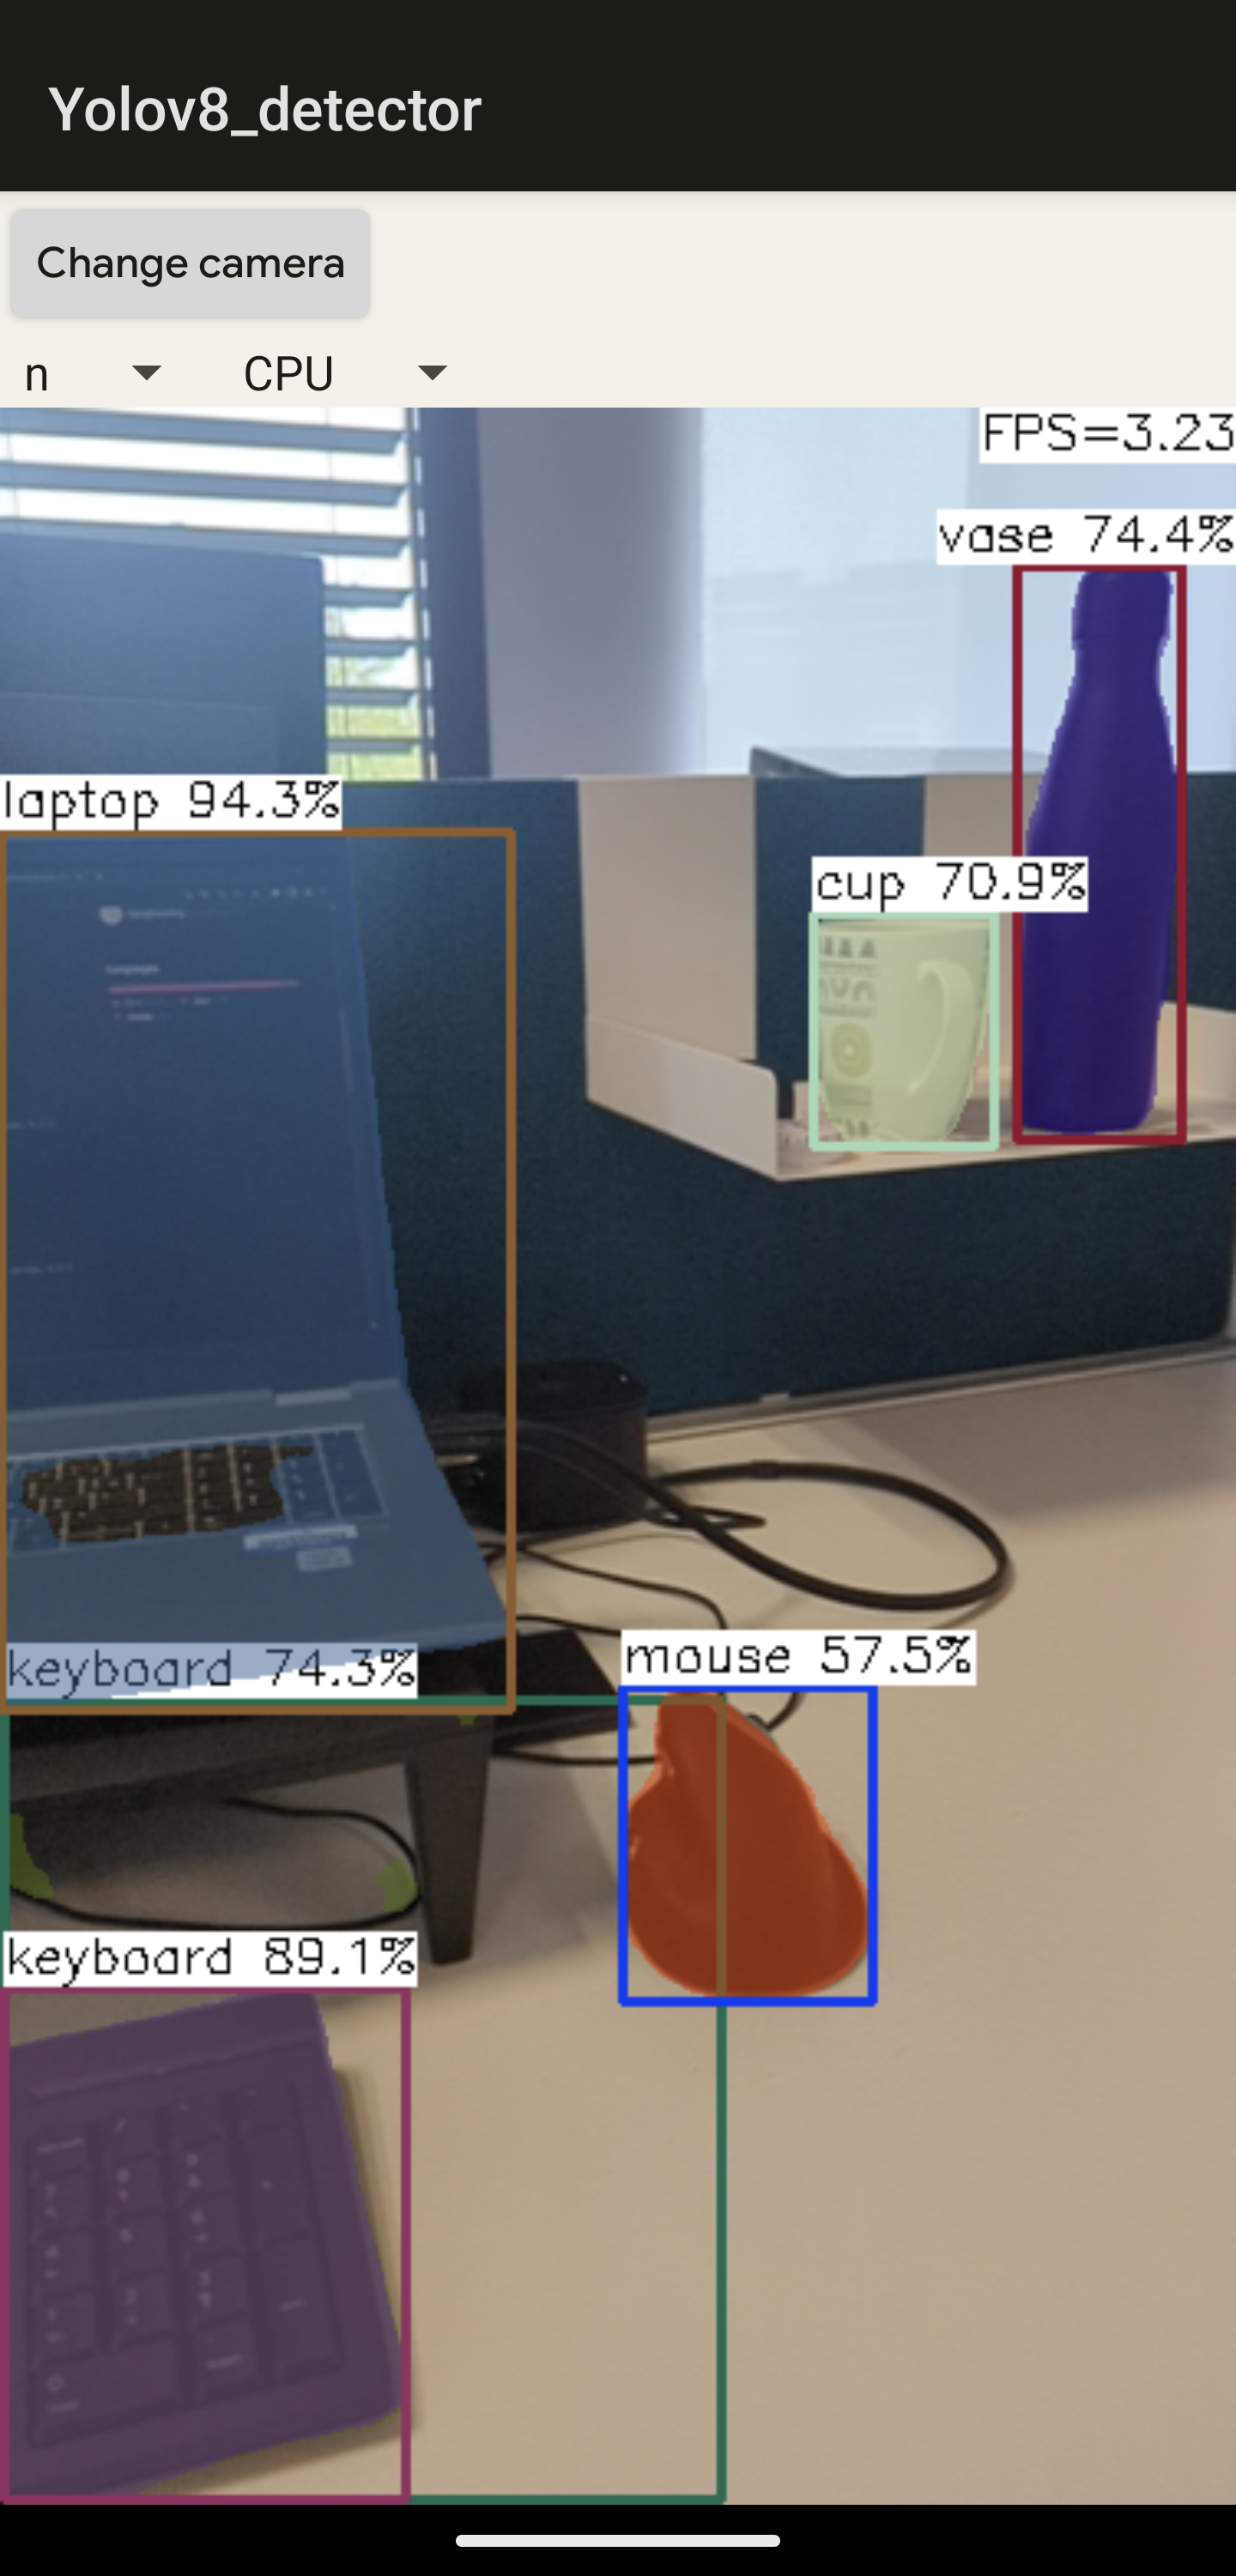 Yolov8_detector
Change camera
n CPU
FPS=3.23
vase 74.4%
laptop 94.3%
cup 70.9%
keyboard 74.3%
mouse 57.5%
keyboard 89.1%